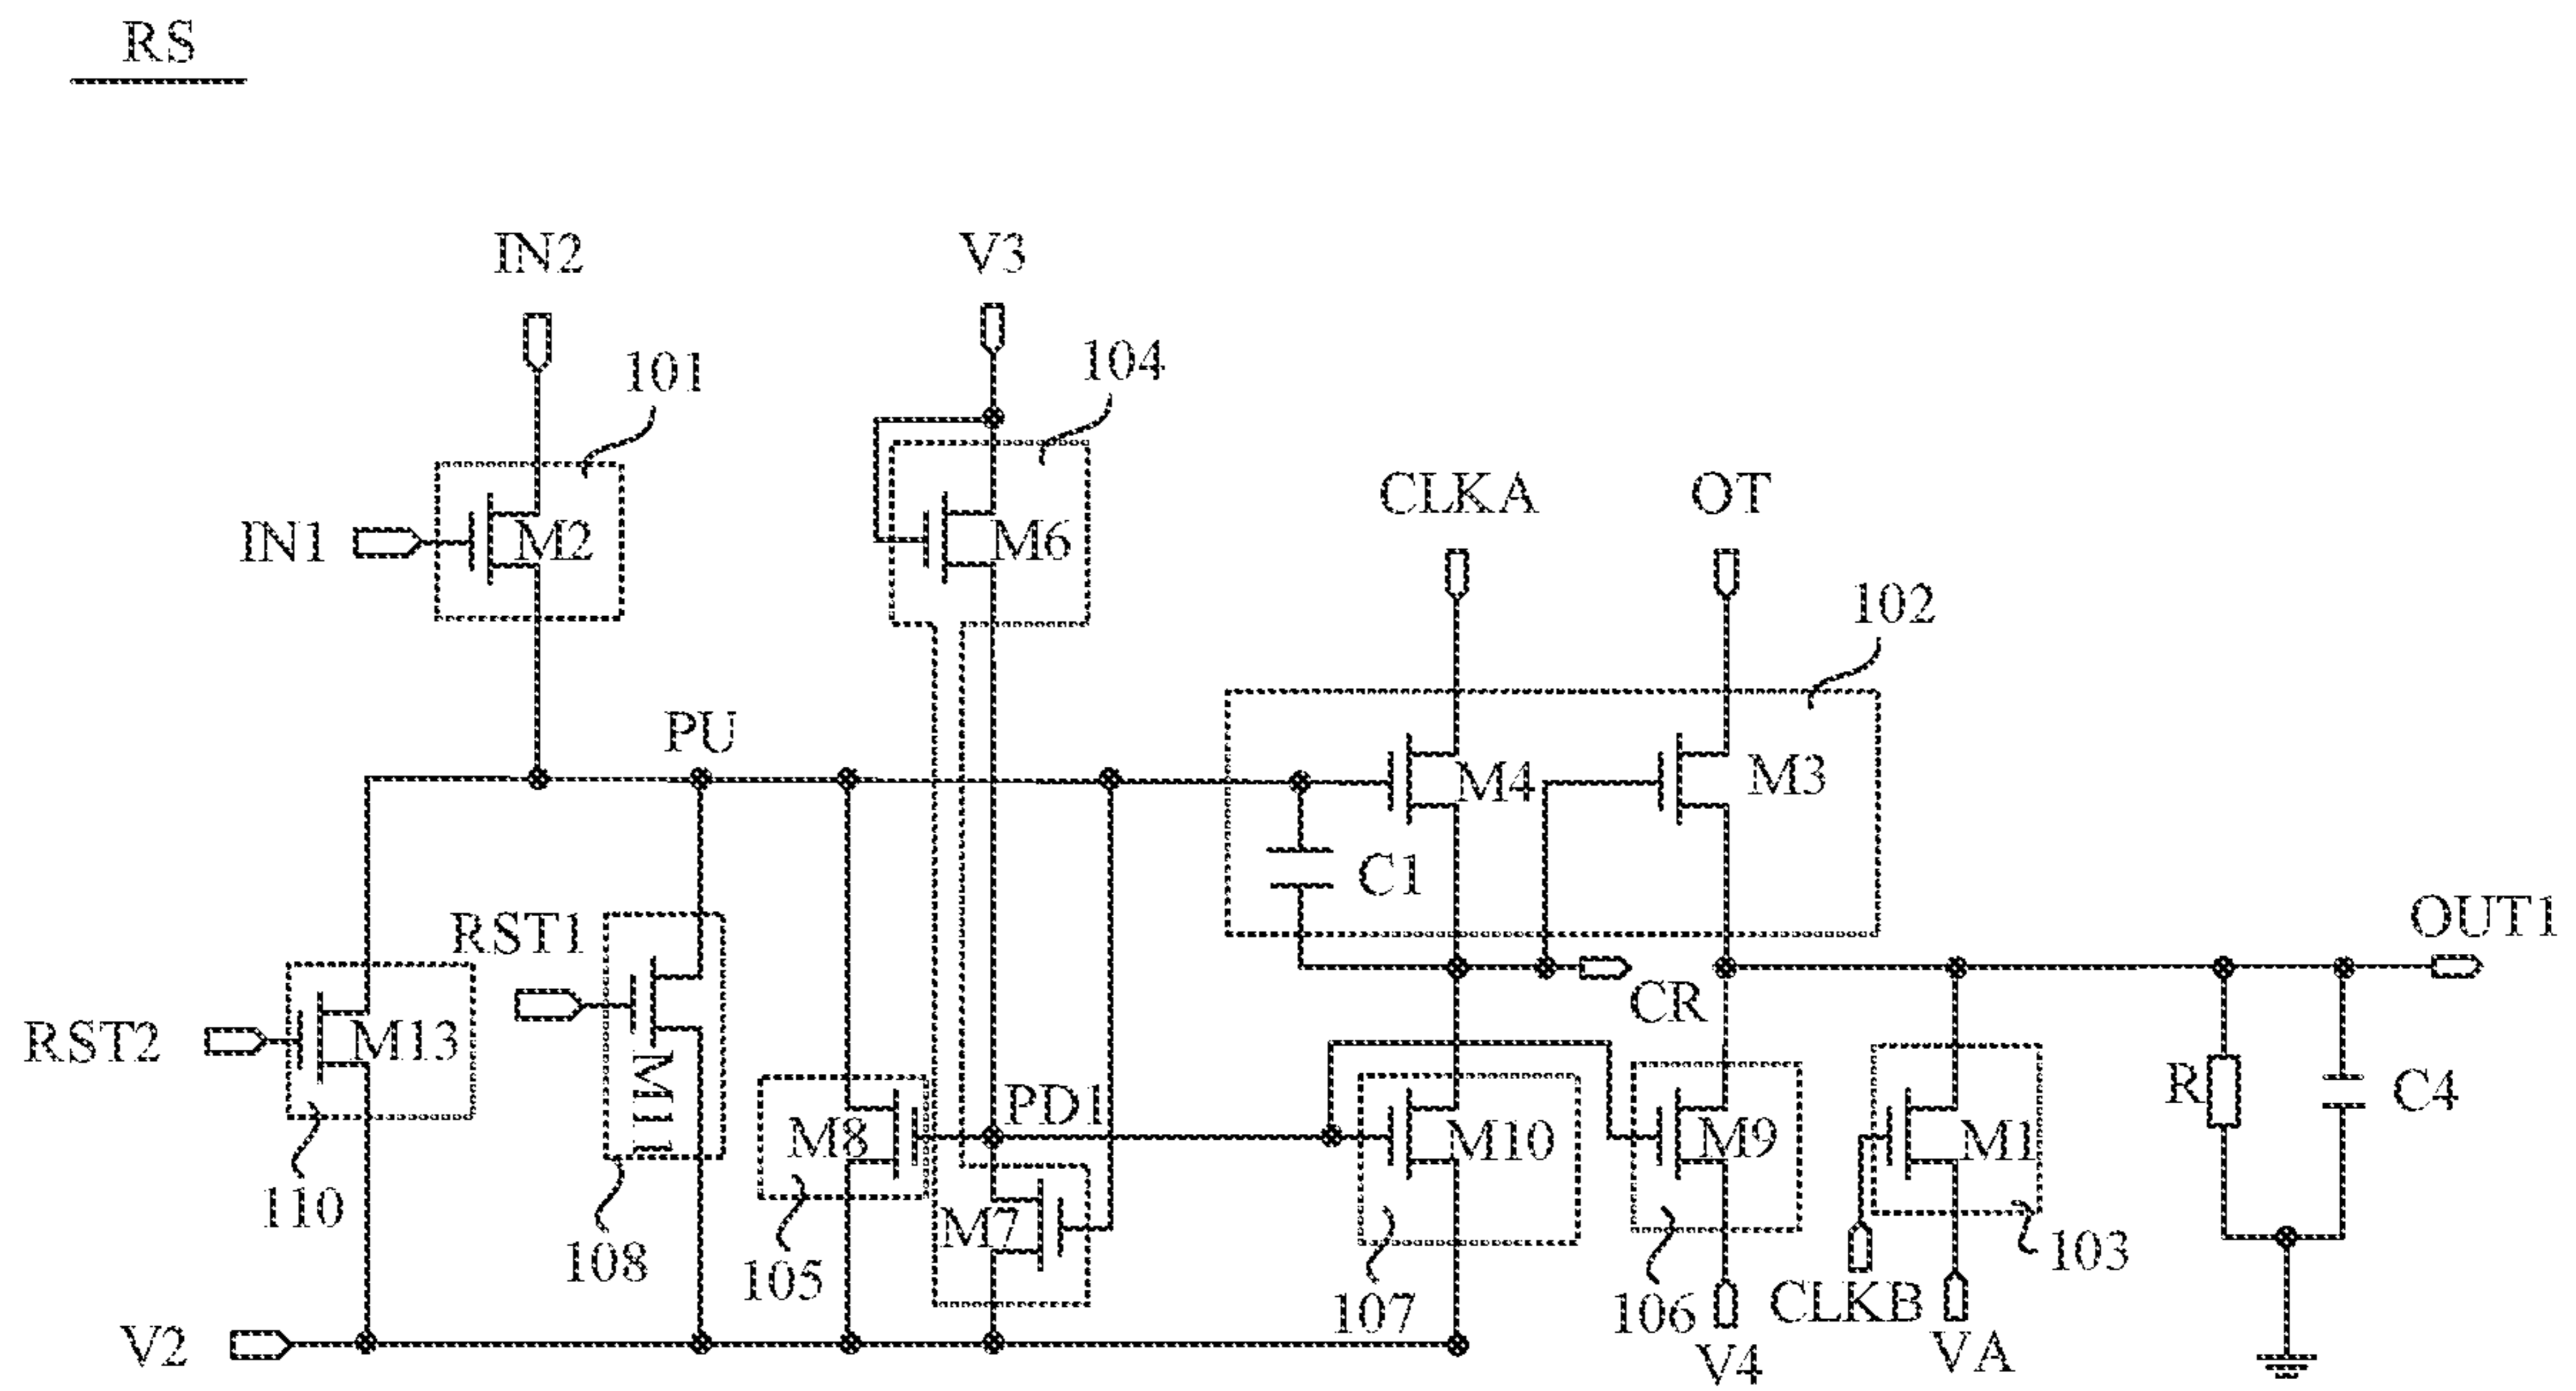 RS
IN2
V3
101
104
IN1
M2
M6
CLKA
OT
102
PU
M4
M3
C1
RST1
OUT1
CR
RST2
M13
M11
M8
PD1
M10
M9
M1
R
C4
110
108
105
M7
107
106
CLKB
103
V2
V4
VA